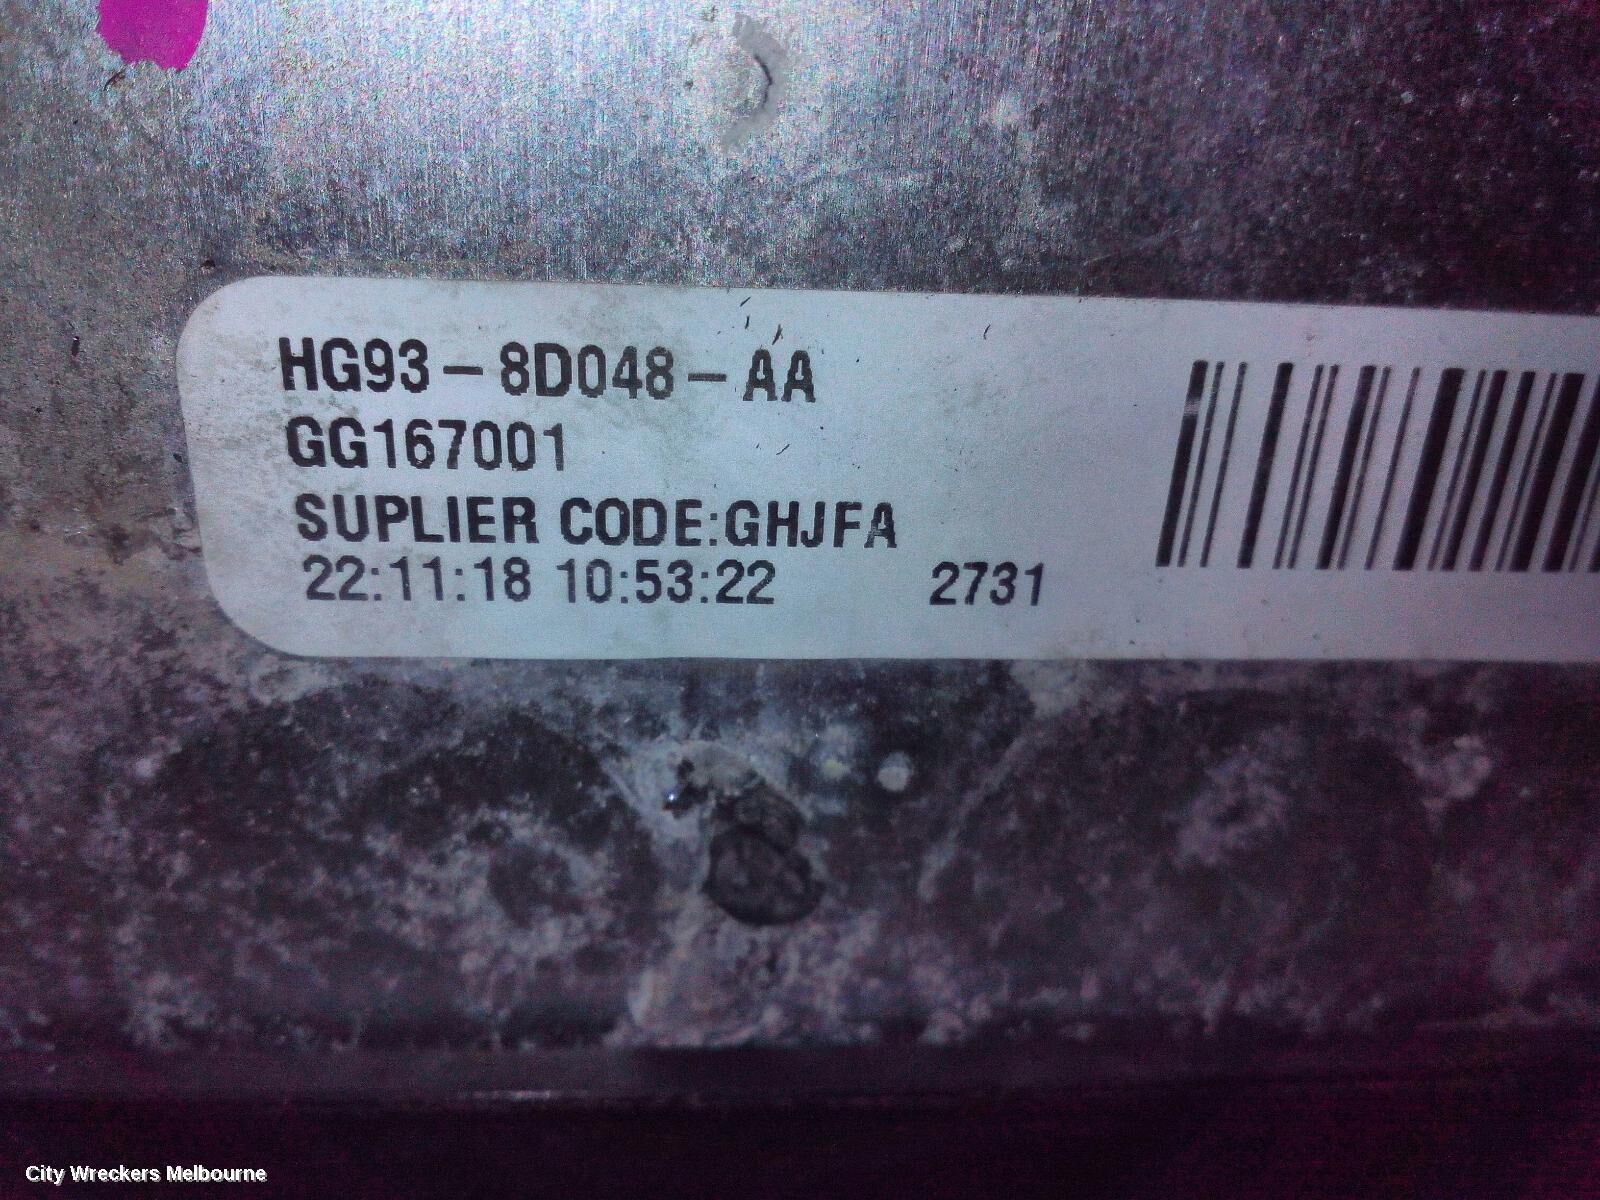 HG93-8D048-AA
GG167001
SUPLIER CODE:GHJFA
22:11:18 10:53:22 2731
City Wreckers Melbourne